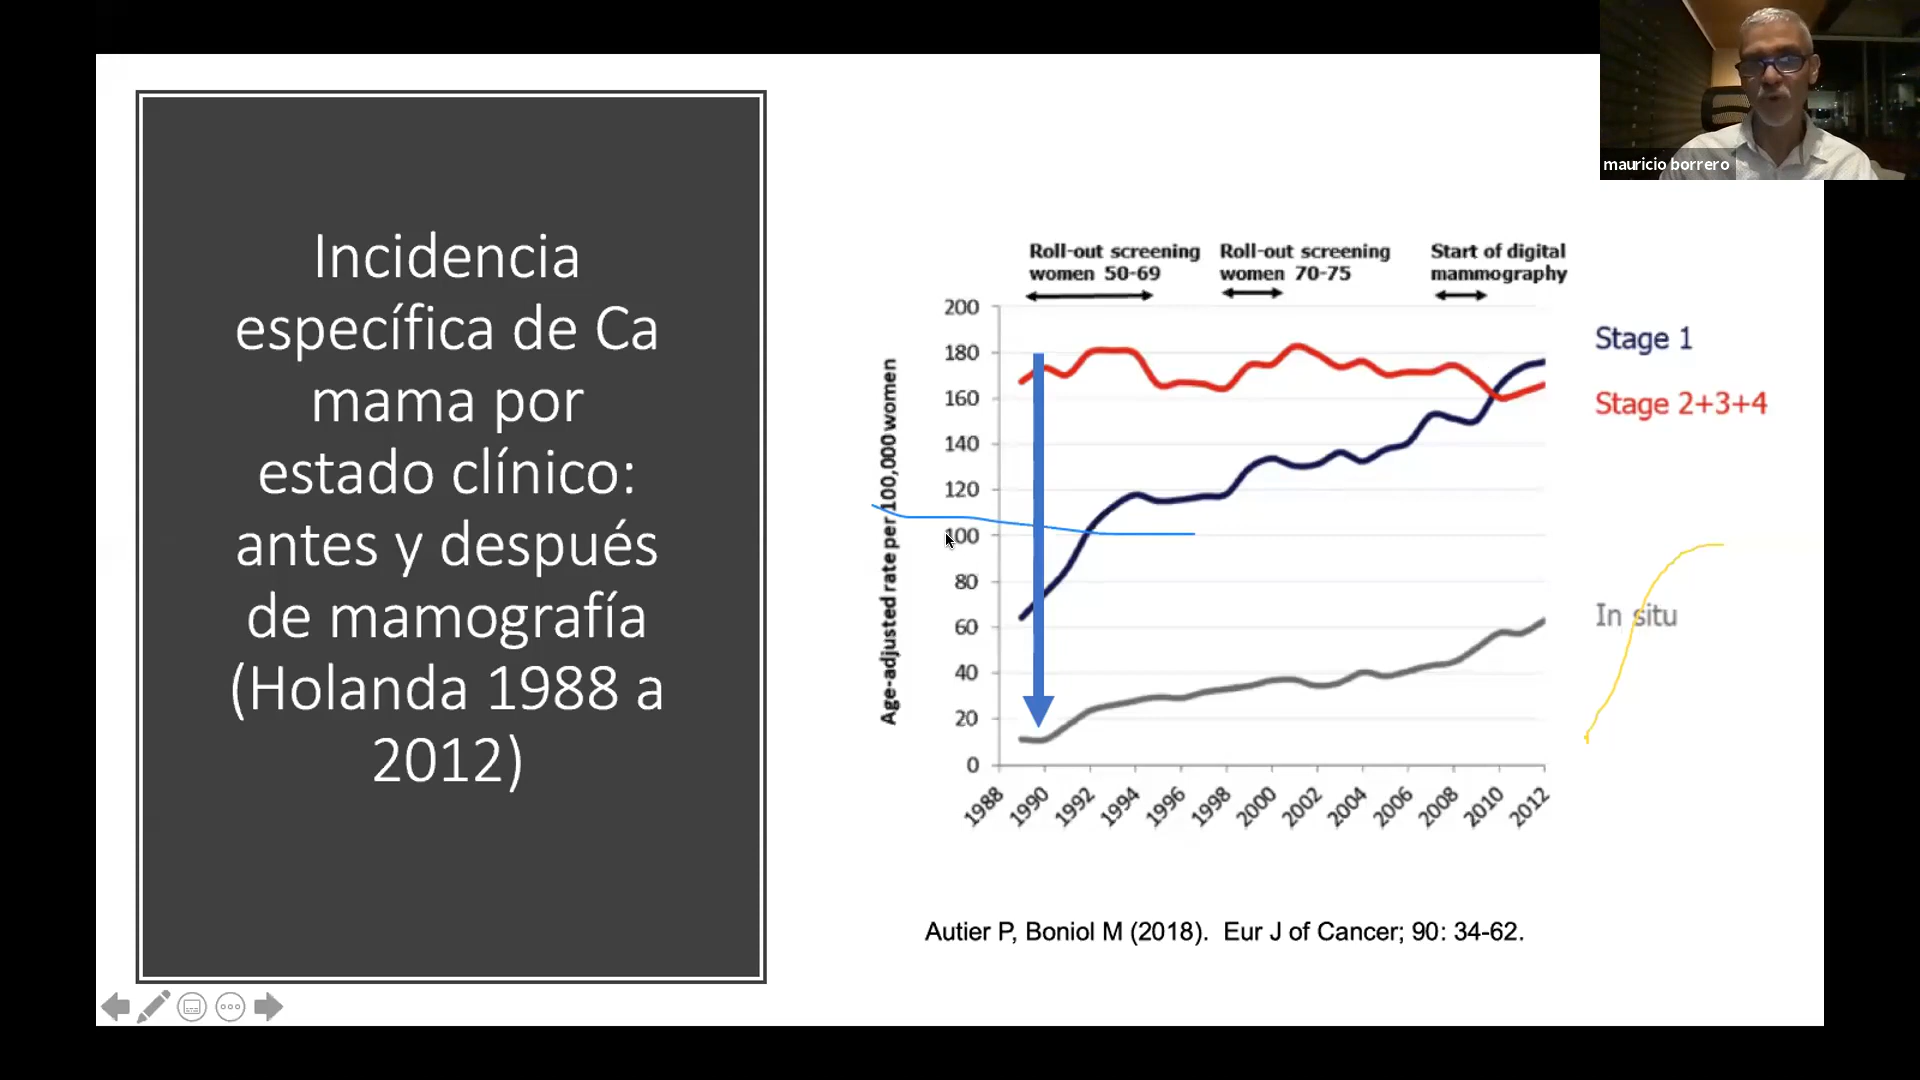 mauricio borrero
Incidencia
específica de Ca
mama por
estado clínico:
antes y después
de mamografía
(Holanda 1988 a
2012)
Roll-out screening
women 50-69
Roll-out screening
women 70-75
Start of digital
mammography
Age-adjusted rate per 100,000 women
200
180
160
140
120
100
80
60
40
20
0
1988
1990
1992
1994
1996
1998
2000
2002
2004
2006
2008
2010
2012
Stage 1
Stage 2+3+4
In situ
Autier P, Boniol M (2018). Eur J of Cancer; 90: 34-62.